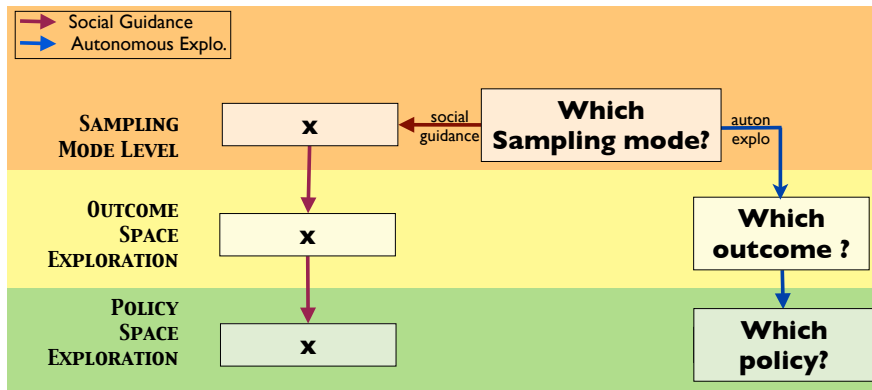 Social Guidance
Autonomous Explo.
SAMPLING
MODE LEVEL
x
social
guidance
Which
Sampling mode?
auton
explo
OUTCOME
SPACE
EXPLORATION
x
Which
outcome ?
POLICY
SPACE
EXPLORATION
x
Which
policy?